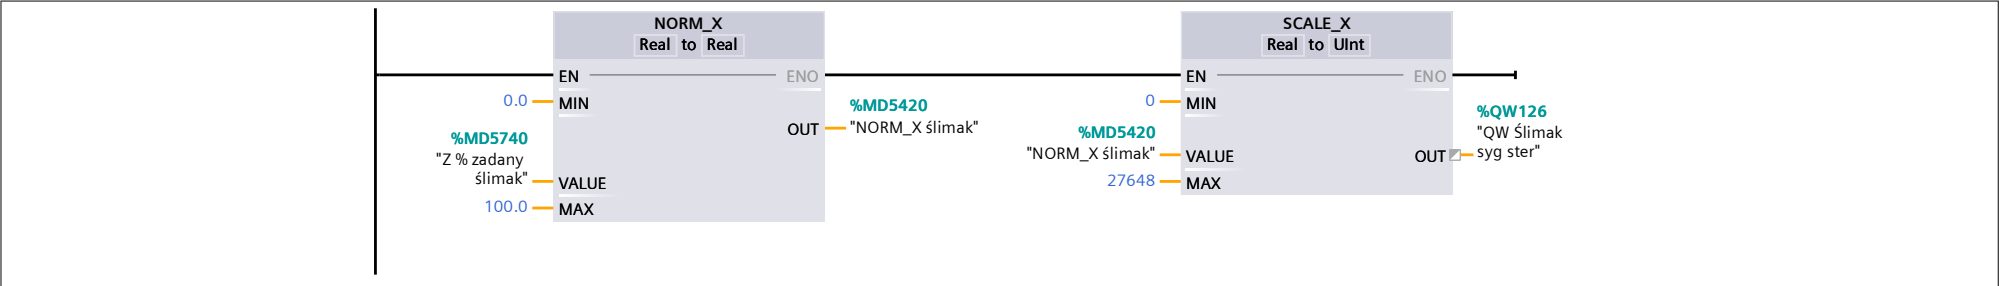 NORM_X
Real to Real
EN
ENO
0.0
MIN
%MD5420
"NORM_X ślimak"
OUT
%MD5740
"Z % zadany
ślimak"
VALUE
100.0
MAX
SCALE_X
Real to UInt
EN
ENO
0
MIN
%MD5420
"NORM_X ślimak"
VALUE
27648
MAX
%QW126
"QW Ślimak
syg ster"
OUT